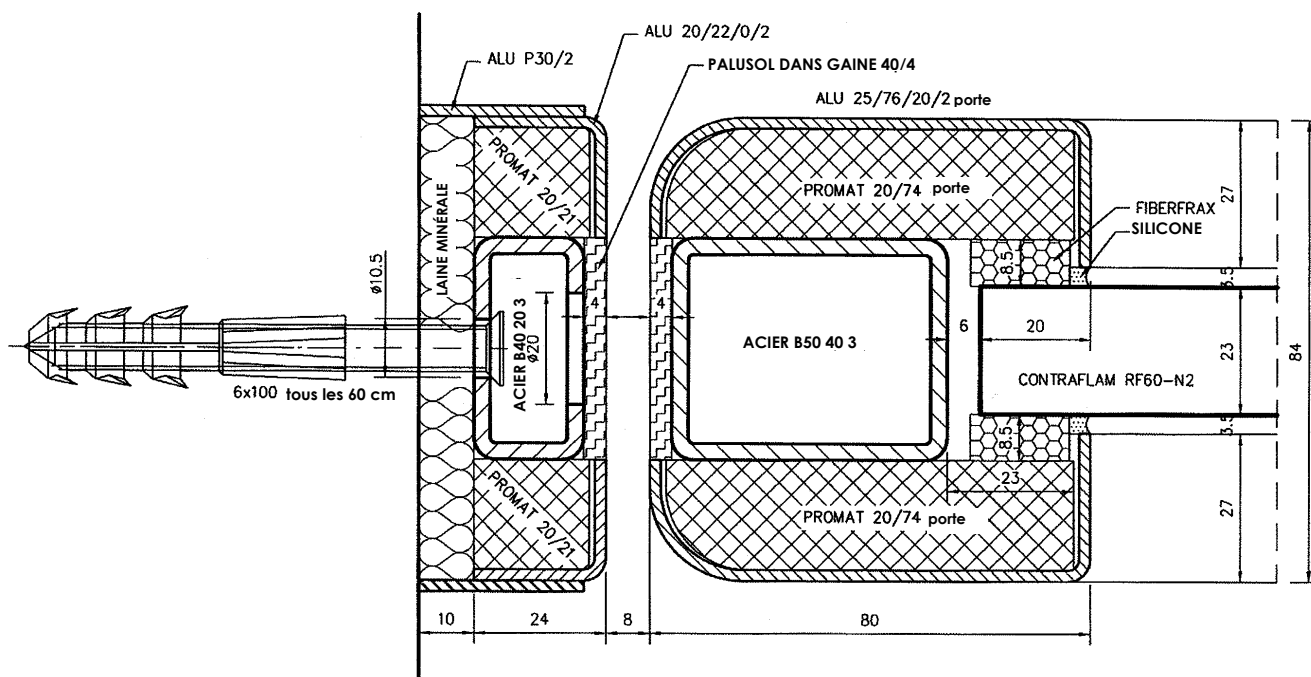 ALU 20/22/0/2
ALU P30/2
PALUSOL DANS GAINE 40/4
ALU 25/76/20/2 porte
PROMAT 20/21
PROMAT 20/74 porte
27
LAINE MINÉRALE
FIBERFRAX
SILICONE
8.5
3.5
ø10.5
ACIER B40 20 3
ø20
4
4
ACIER B50 40 3
6
20
23
84
CONTRAFLAM RF60-N2
6x100 tous les 60 cm
8.5
3.5
23
PROMAT 20/21
PROMAT 20/74 porte
27
10
24
8
80